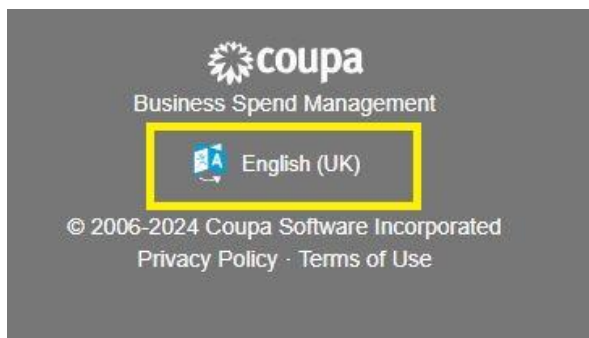 coupa
Business Spend Management
English (UK)
© 2006-2024 Coupa Software Incorporated
Privacy Policy · Terms of Use